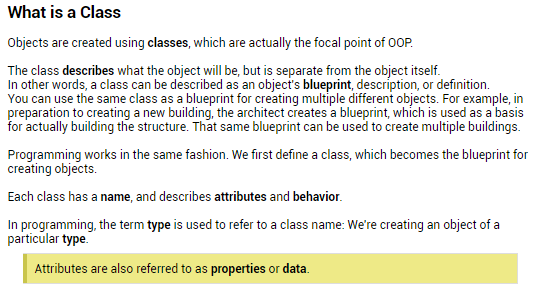 What is a Class
Objects are created using classes, which are actually the focal point of OOP.
The class describes what the object will be, but is separate from the object itself.
In other words, a class can be described as an object's blueprint, description, or definition.
You can use the same class as a blueprint for creating multiple different objects. For example, in
preparation to creating a new building, the architect creates a blueprint, which is used as a basis
for actually building the structure. That same blueprint can be used to create multiple buildings.
Programming works in the same fashion. We first define a class, which becomes the blueprint for
creating objects.
Each class has a name, and describes attributes and behavior.
In programming, the term type is used to refer to a class name: We're creating an object of a
particular type.
Attributes are also referred to as properties or data.